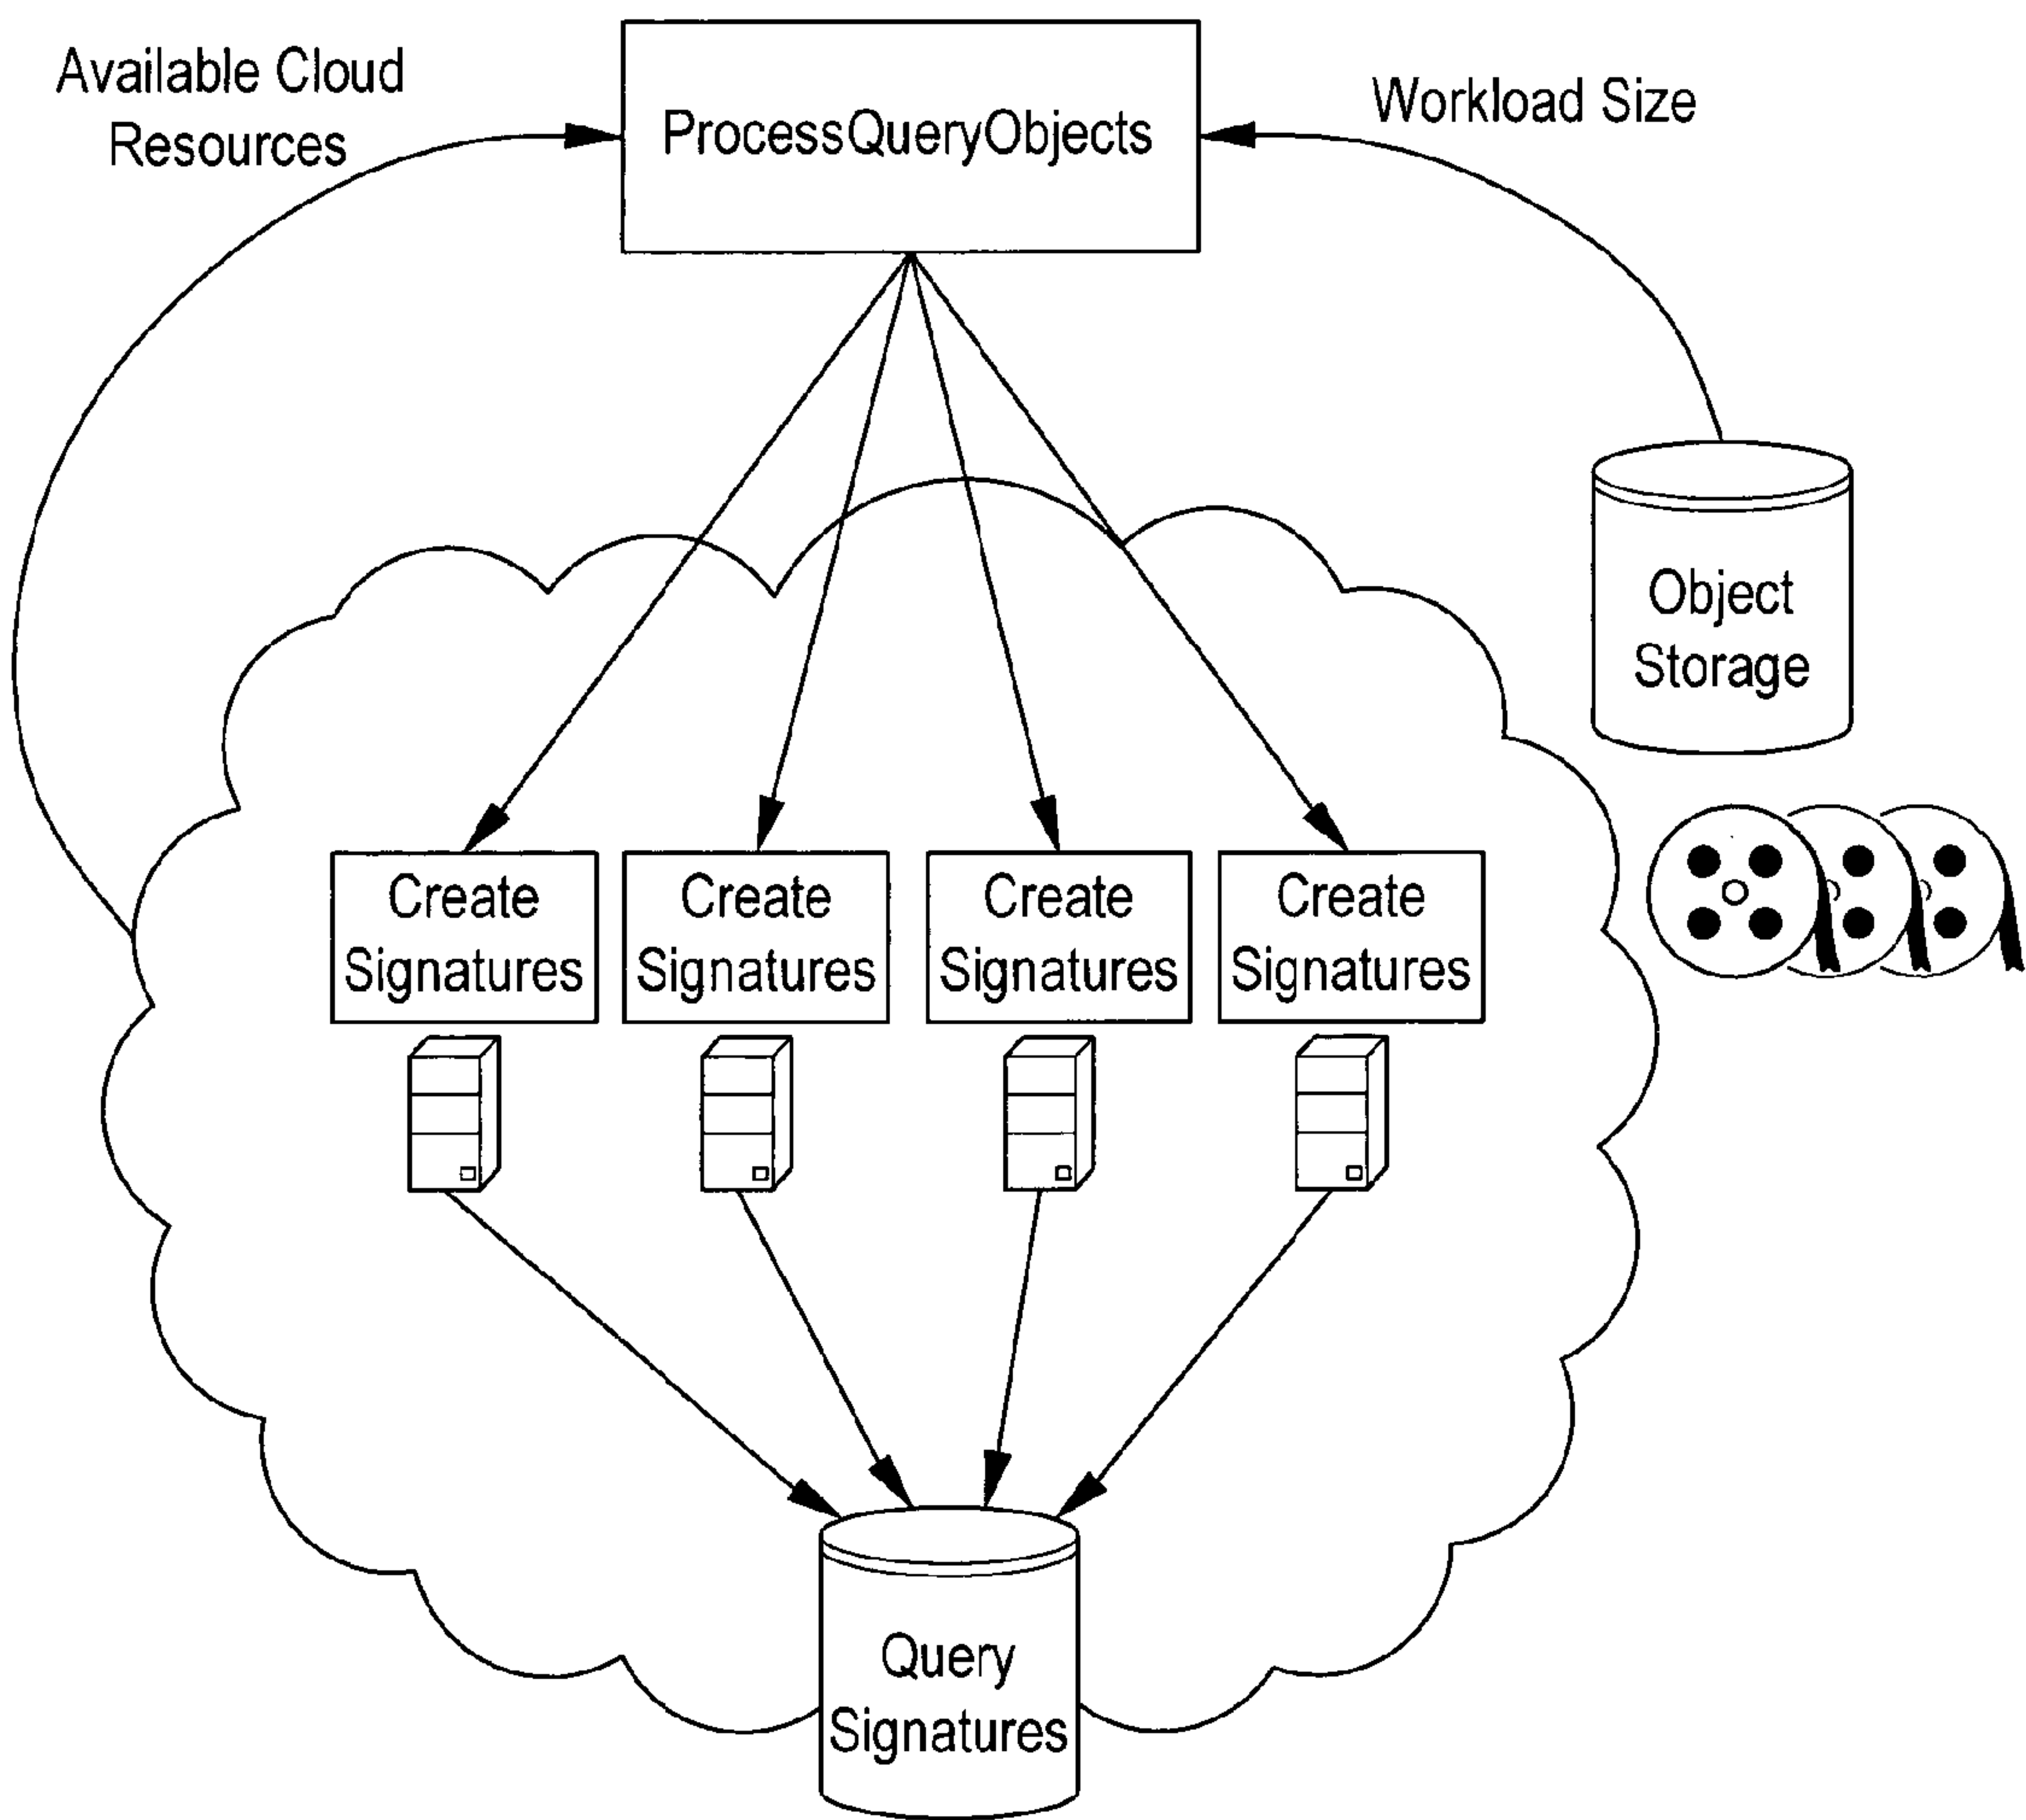 Available Cloud
Resources
ProcessQueryObjects
Workload Size
Object
Storage
Create
Signatures
Create
Signatures
Create
Signatures
Create
Signatures
Query
Signatures